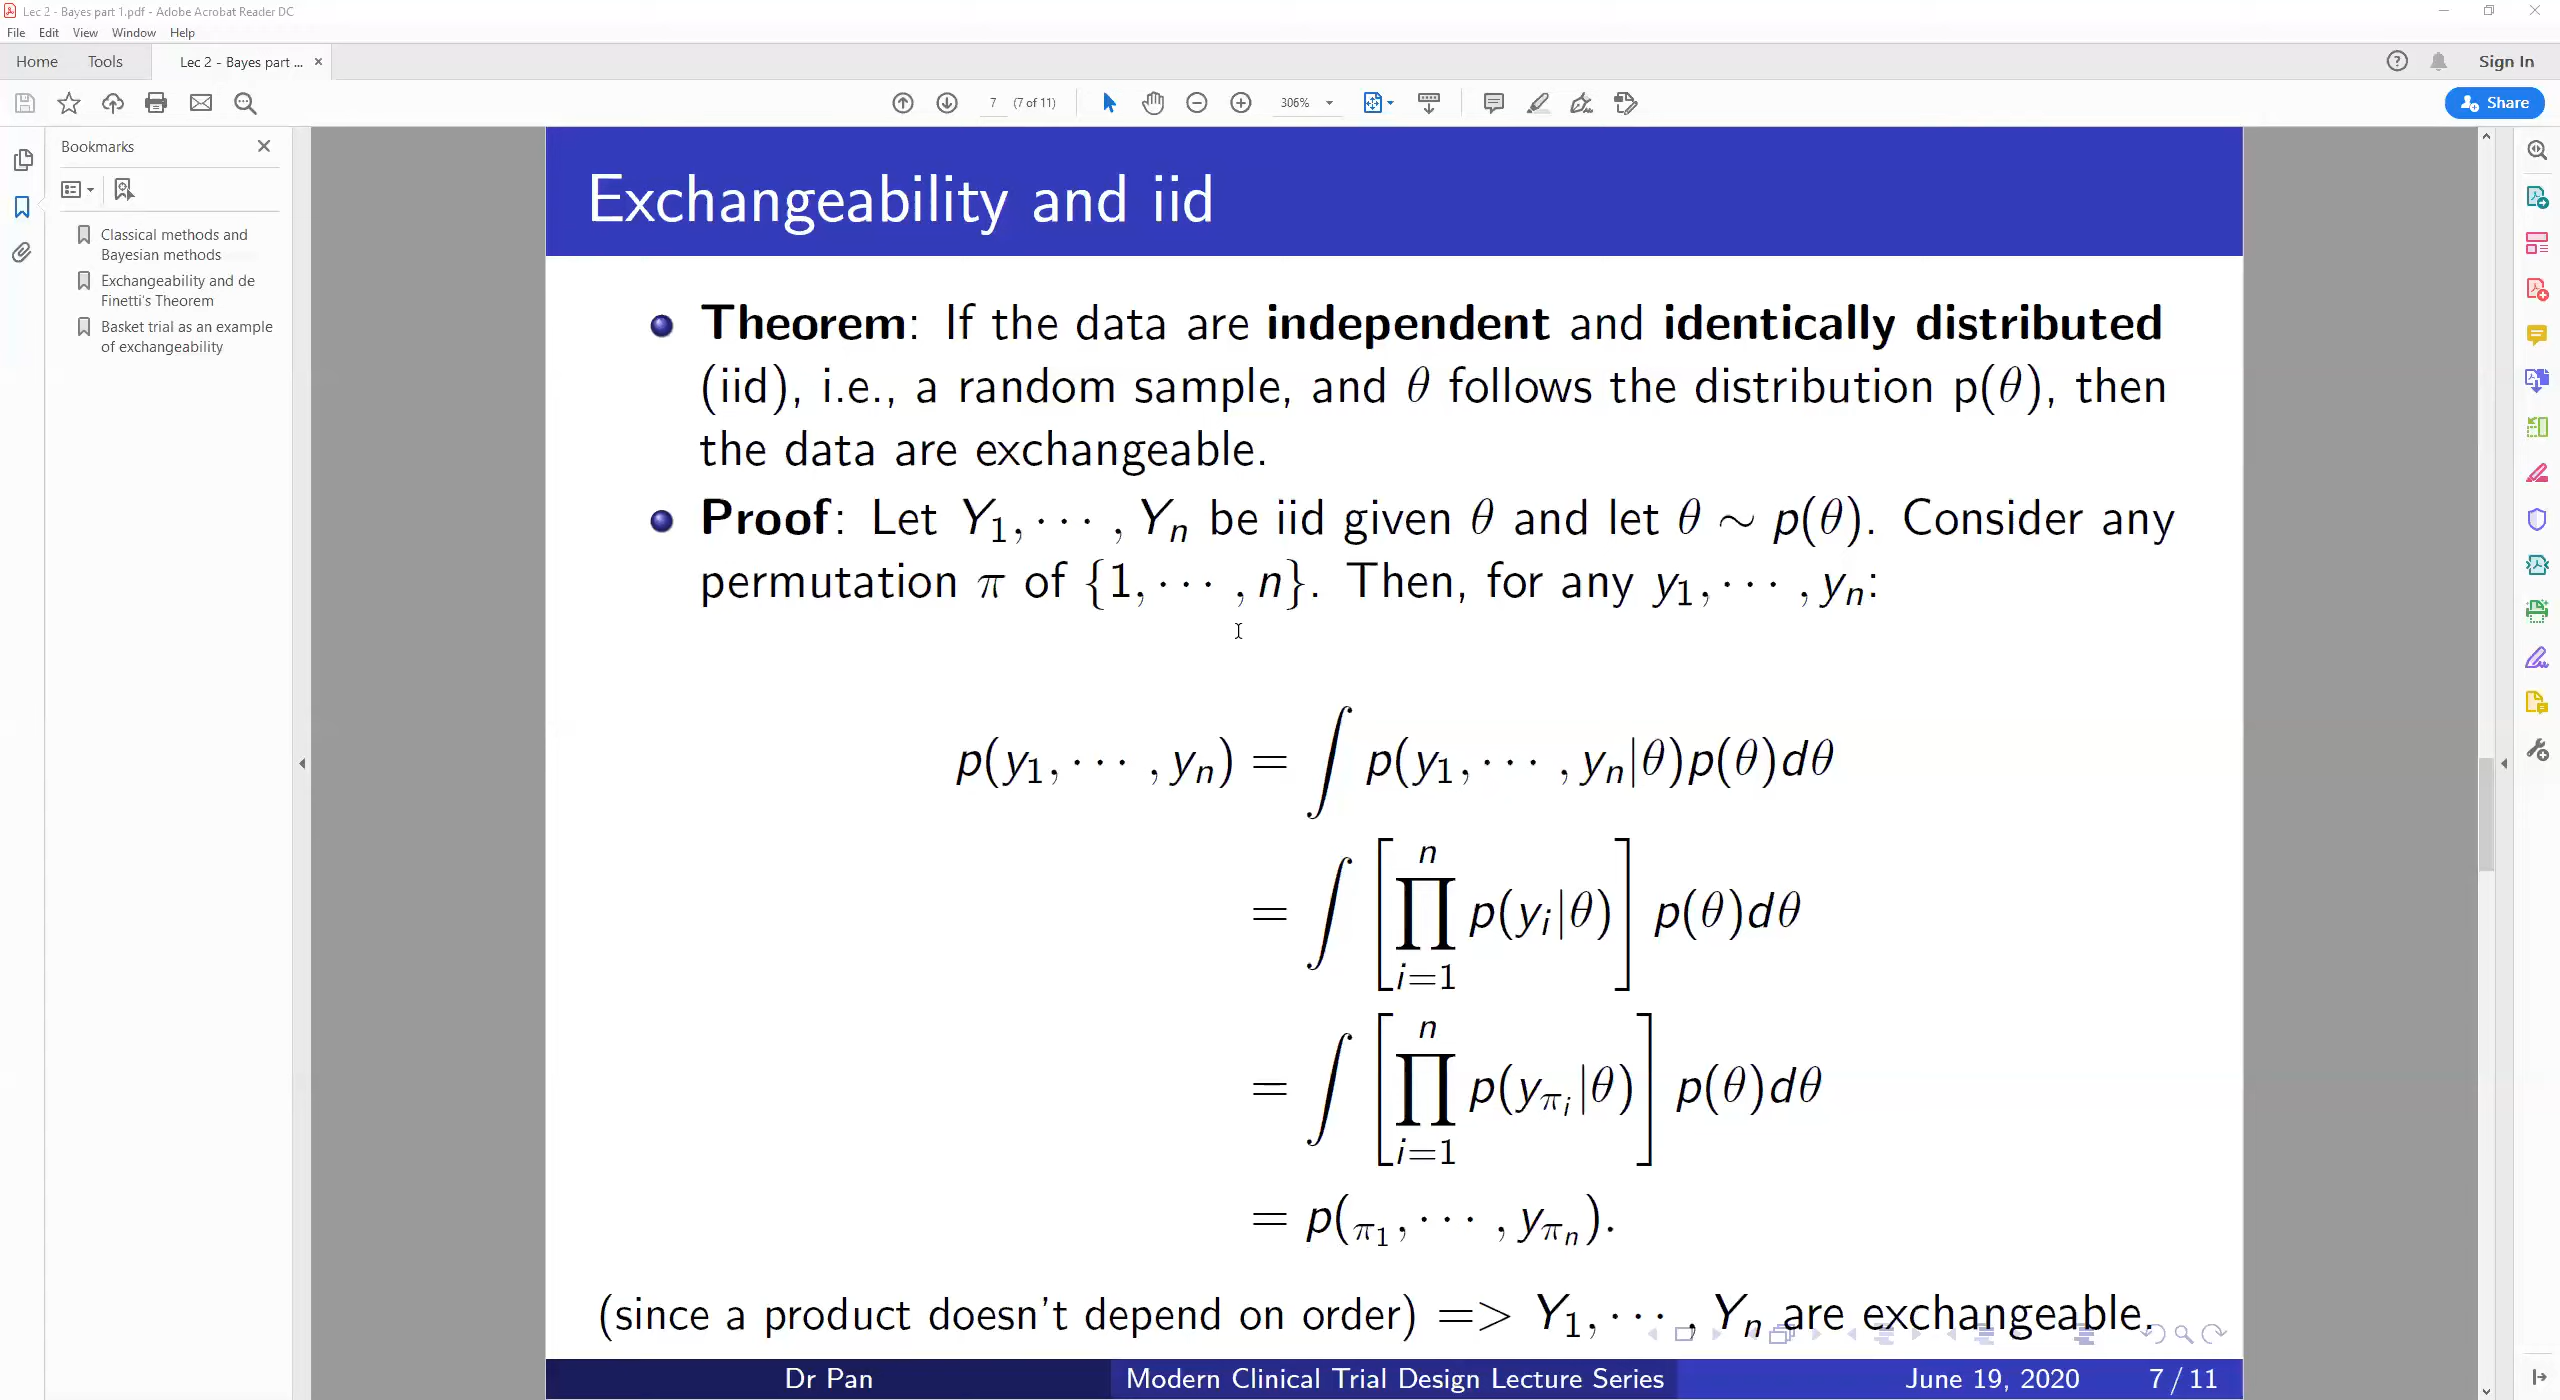 Lec 2 - Bayes part 1.pdf - Adobe Acrobat Reader DC
File Edit View Window Help
Home Tools Lec 2 - Bayes part ... × Sign In
7 (7 of 11) 306% Share
Bookmarks
Classical methods and
Bayesian methods
Exchangeability and de
Finetti's Theorem
Basket trial as an example
of exchangeability
Exchangeability and iid
Theorem: If the data are independent and identically distributed
(iid), i.e., a random sample, and θ follows the distribution p(θ), then
the data are exchangeable.
Proof: Let Y₁, ⋯ , Yₙ be iid given θ and let θ ∼ p(θ). Consider any
permutation π of {1, ⋯ , n}. Then, for any y₁, ⋯ , yₙ:
p(y₁, ⋯ , yₙ) = ∫ p(y₁, ⋯ , yₙ|θ)p(θ)dθ
= ∫ [∏ᵢ₌₁ⁿ p(yᵢ|θ)] p(θ)dθ
= ∫ [∏ᵢ₌₁ⁿ p(y_{πᵢ}|θ)] p(θ)dθ
= p(_{π₁}, ⋯ , y_{πₙ}).
(since a product doesn't depend on order) => Y₁, ⋯ , Yₙ are exchangeable.
Dr Pan Modern Clinical Trial Design Lecture Series June 19, 2020 7 / 11